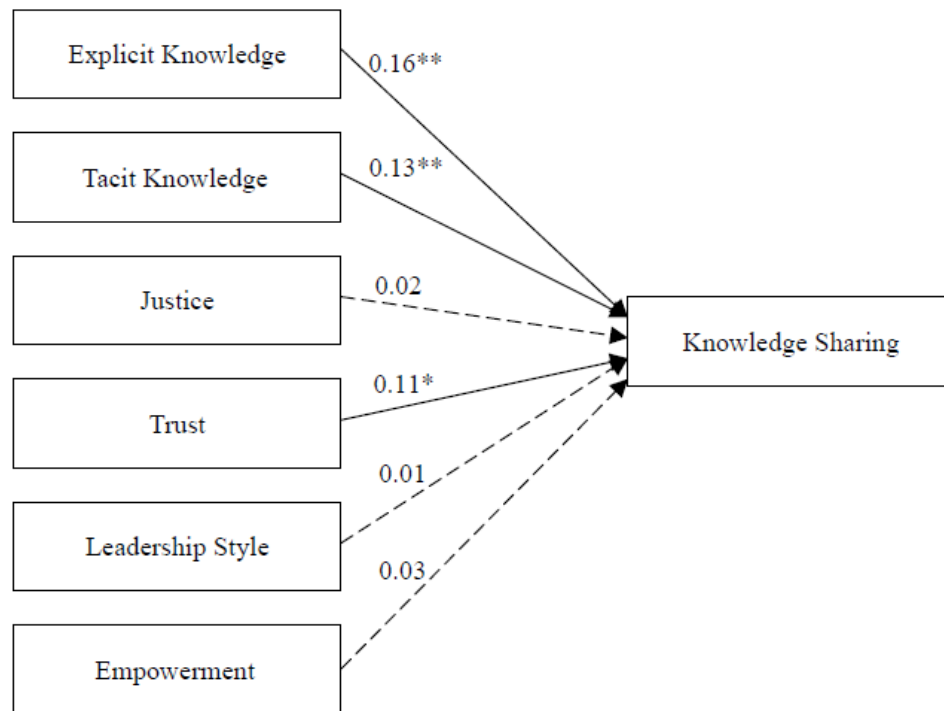 Explicit Knowledge
0.16**
Tacit Knowledge
0.13**
Justice
0.02
Knowledge Sharing
Trust
0.11*
Leadership Style
0.01
Empowerment
0.03